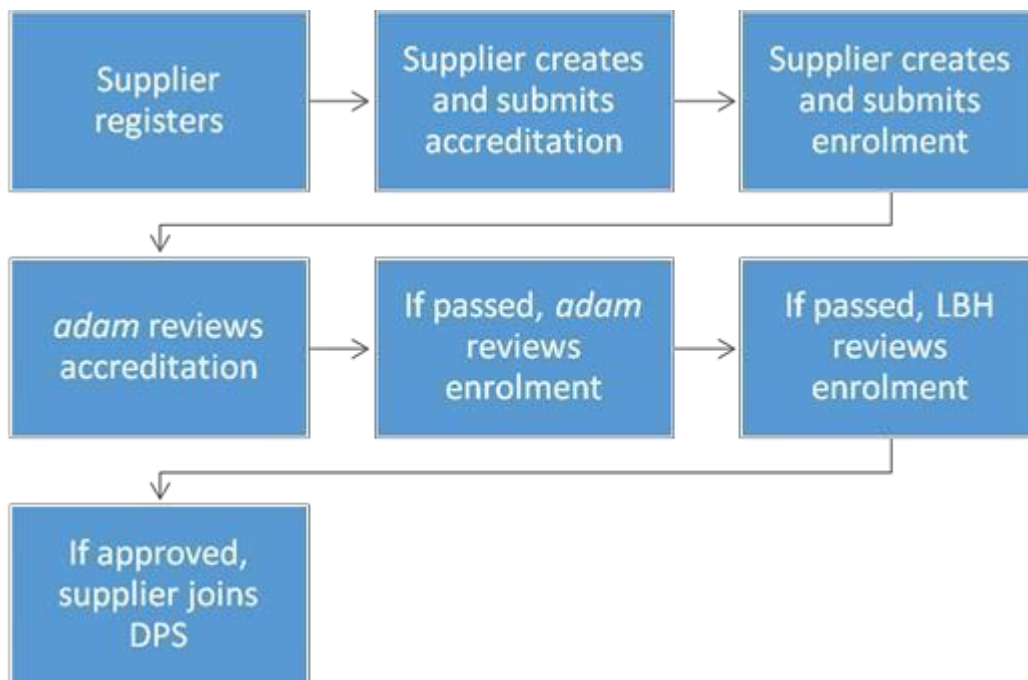 Supplier
registers
Supplier creates
and submits
accreditation
Supplier creates
and submits
enrolment
adam reviews
accreditation
If passed, adam
reviews
enrolment
If passed, LBH
reviews
enrolment
If approved,
supplier joins
DPS